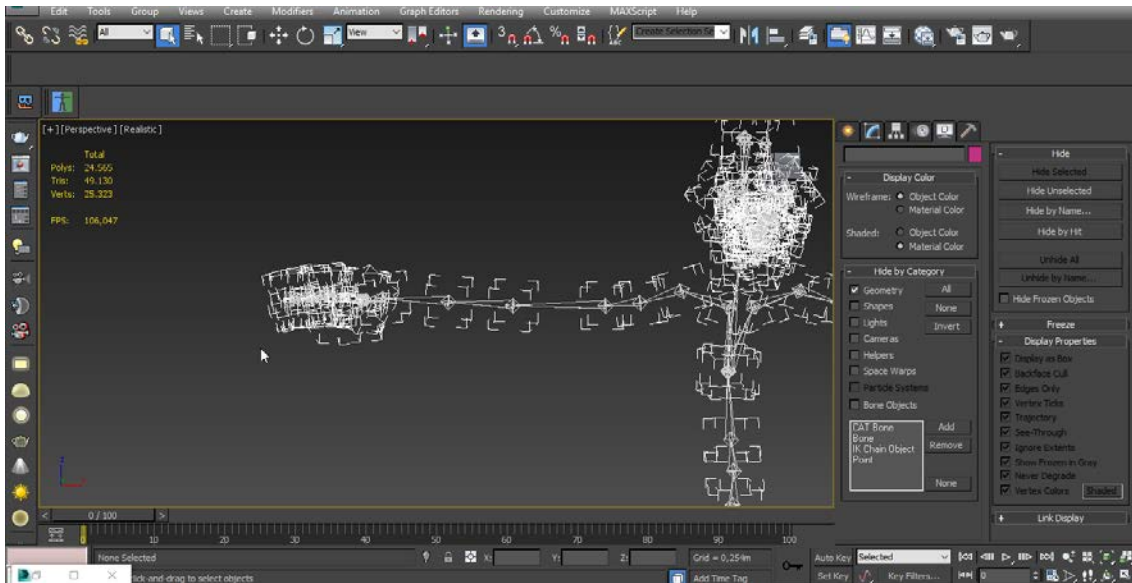 Edit Tools Group Views Create Modifiers Animation Graph Editors Rendering Customize MAXScript Help
All View 3 Create Selection Se
[+][Perspective][Realistic]
Total
Polys: 24.565
Tris: 49.130
Verts: 25.323
FPS: 106,047
- Display Color
Wireframe: Object Color
Material Color
Shaded: Object Color
Material Color
- Hide by Category
Geometry All
Shapes None
Lights Invert
Cameras
Helpers
Space Warps
Particle Systems
Bone Objects
CAT Bone Add
Bone
IK Chain Object Remove
Point
None
- Hide
Hide Selected
Hide Unselected
Hide by Name...
Hide by Hit
Unhide All
Unhide by Name...
Hide Frozen Objects
+ Freeze
- Display Properties
Display as Box
Backface Cull
Edges Only
Vertex Ticks
Trajectory
See-Through
Ignore Extents
Show Frozen in Gray
Never Degrade
Vertex Colors Shaded
+ Link Display
< 0 / 100 >
0 10 20 30 40 50 60 70 80 90 100
None Selected X: Y: Z: Grid = 0,254m Auto Key Selected
click-and-drag to select objects Add Time Tag Set Key Key Filters... 0